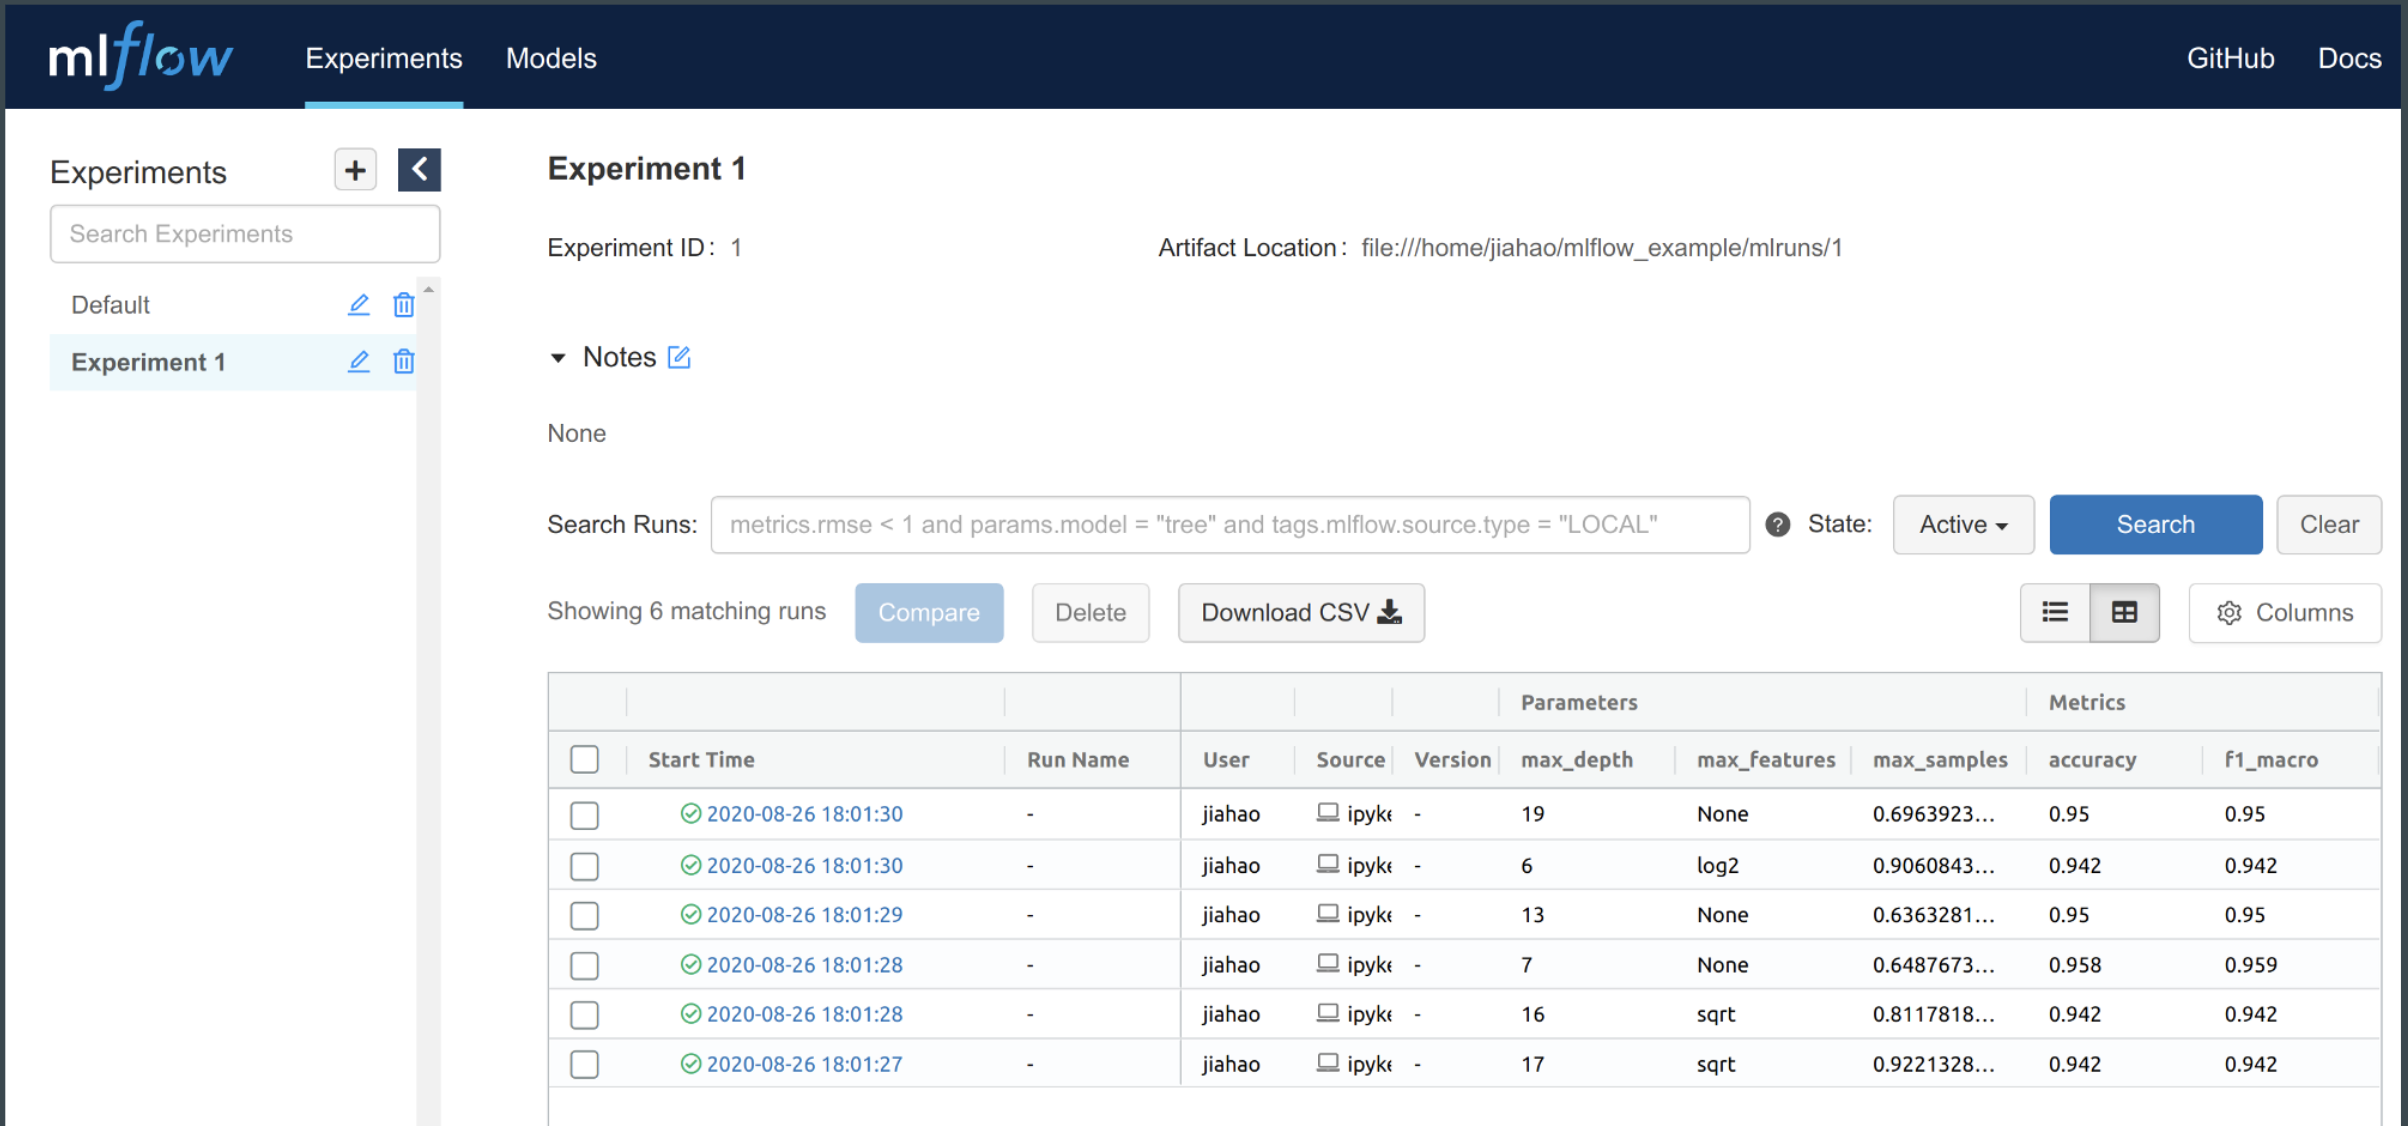 mlflow Experiments Models GitHub Docs
Experiments
Search Experiments
Default
Experiment 1
Experiment 1
Experiment ID: 1 Artifact Location: file:///home/jiahao/mlflow_example/mlruns/1
Notes
None
Search Runs: metrics.rmse < 1 and params.model = "tree" and tags.mlflow.source.type = "LOCAL" ? State: Active Search Clear
Showing 6 matching runs Compare Delete Download CSV Columns
Parameters Metrics
Start Time Run Name User Source Version max_depth max_features max_samples accuracy f1_macro
2020-08-26 18:01:30 - jiahao ipyke - 19 None 0.6963923... 0.95 0.95
2020-08-26 18:01:30 - jiahao ipyke - 6 log2 0.9060843... 0.942 0.942
2020-08-26 18:01:29 - jiahao ipyke - 13 None 0.6363281... 0.95 0.95
2020-08-26 18:01:28 - jiahao ipyke - 7 None 0.6487673... 0.958 0.959
2020-08-26 18:01:28 - jiahao ipyke - 16 sqrt 0.8117818... 0.942 0.942
2020-08-26 18:01:27 - jiahao ipyke - 17 sqrt 0.9221328... 0.942 0.942